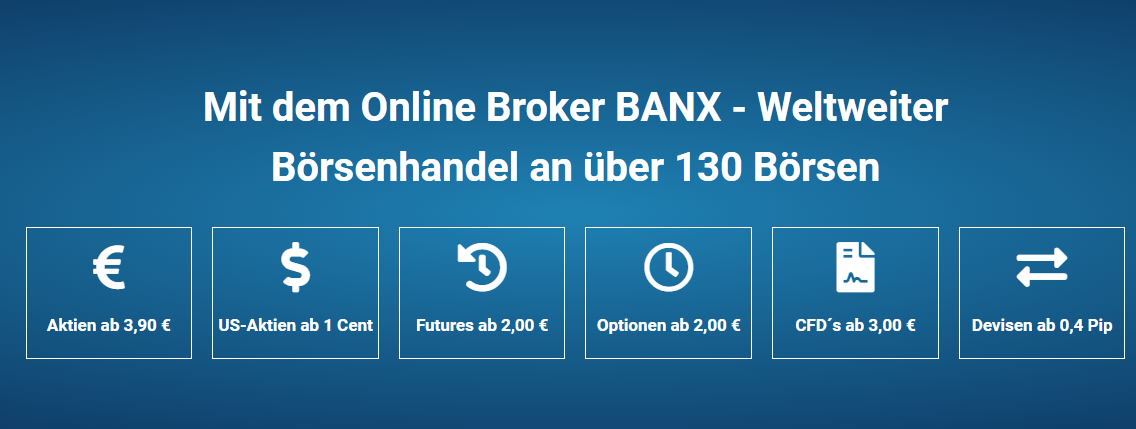 Mit dem Online Broker BANX - Weltweiter
Börsenhandel an über 130 Börsen
Aktien ab 3,90 €
US-Aktien ab 1 Cent
Futures ab 2,00 €
Optionen ab 2,00 €
CFD´s ab 3,00 €
Devisen ab 0,4 Pip